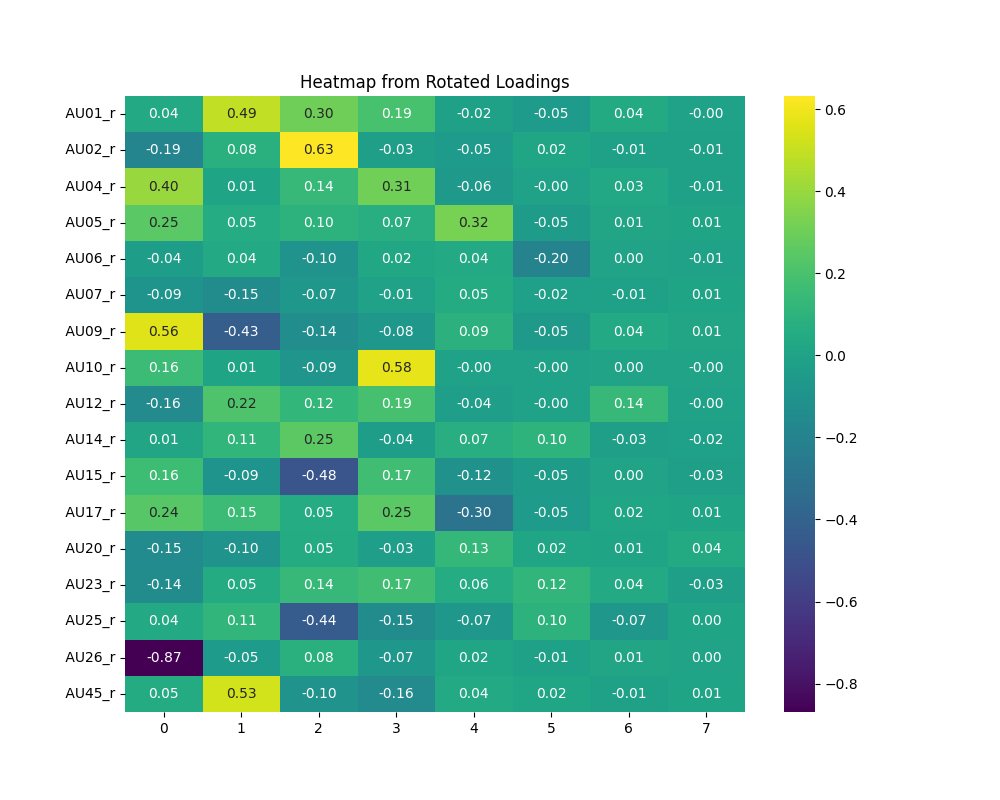 Heatmap from Rotated Loadings
AU01_r 0.04 0.49 0.30 0.19 -0.02 -0.05 0.04 -0.00
AU02_r -0.19 0.08 0.63 -0.03 -0.05 0.02 -0.01 -0.01
AU04_r 0.40 0.01 0.14 0.31 -0.06 -0.00 0.03 -0.01
AU05_r 0.25 0.05 0.10 0.07 0.32 -0.05 0.01 0.01
AU06_r -0.04 0.04 -0.10 0.02 0.04 -0.20 0.00 -0.01
AU07_r -0.09 -0.15 -0.07 -0.01 0.05 -0.02 -0.01 0.01
AU09_r 0.56 -0.43 -0.14 -0.08 0.09 -0.05 0.04 0.01
AU10_r 0.16 0.01 -0.09 0.58 -0.00 -0.00 0.00 -0.00
AU12_r -0.16 0.22 0.12 0.19 -0.04 -0.00 0.14 -0.00
AU14_r 0.01 0.11 0.25 -0.04 0.07 0.10 -0.03 -0.02
AU15_r 0.16 -0.09 -0.48 0.17 -0.12 -0.05 0.00 -0.03
AU17_r 0.24 0.15 0.05 0.25 -0.30 -0.05 0.02 0.01
AU20_r -0.15 -0.10 0.05 -0.03 0.13 0.02 0.01 0.04
AU23_r -0.14 0.05 0.14 0.17 0.06 0.12 0.04 -0.03
AU25_r 0.04 0.11 -0.44 -0.15 -0.07 0.10 -0.07 0.00
AU26_r -0.87 -0.05 0.08 -0.07 0.02 -0.01 0.01 0.00
AU45_r 0.05 0.53 -0.10 -0.16 0.04 0.02 -0.01 0.01
0 1 2 3 4 5 6 7
0.6
0.4
0.2
0.0
−0.2
−0.4
−0.6
−0.8